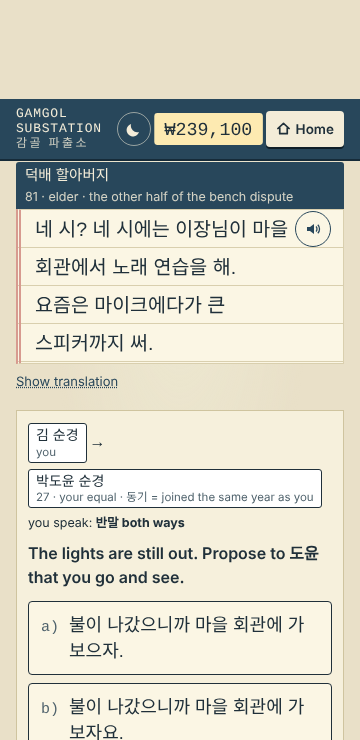 GAMGOL
SUBSTATION
감골 파출소
₩239,100
Home
덕배 할아버지
81 · elder · the other half of the bench dispute
네 시? 네 시에는 이장님이 마을
회관에서 노래 연습을 해.
요즘은 마이크에다가 큰
스피커까지 써.
Show translation
김 순경
you
→
박도윤 순경
27 · your equal · 동기 = joined the same year as you
you speak: 반말 both ways
The lights are still out. Propose to 도윤
that you go and see.
a) 불이 나갔으니까 마을 회관에 가
보으자.
b) 불이 나갔으니까 마을 회관에 가
보자요.